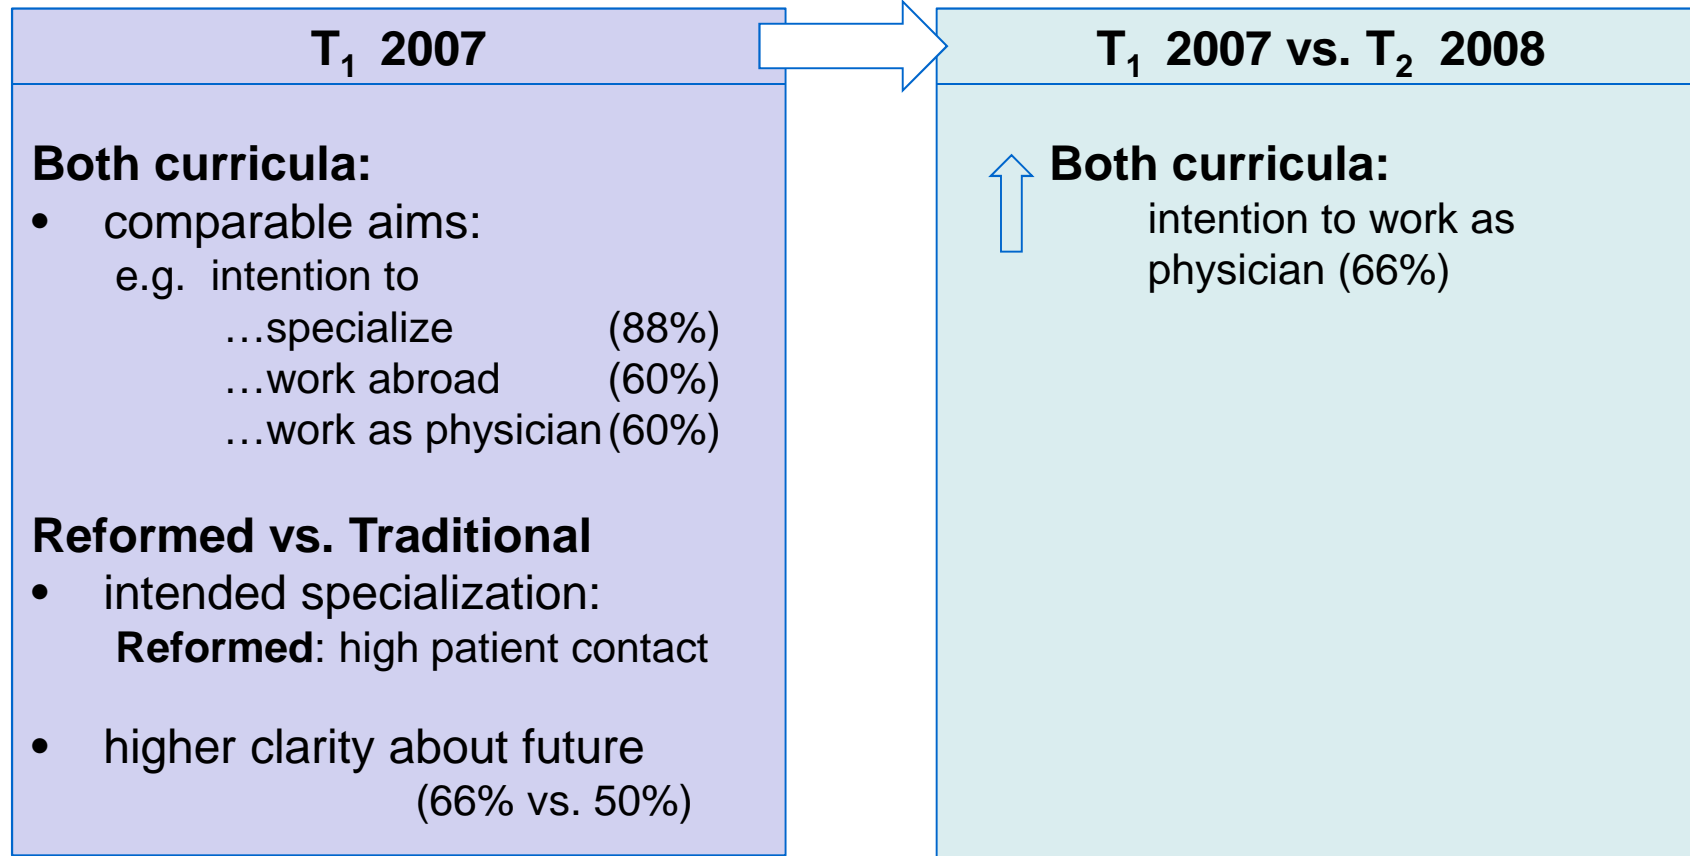 T1 2007
Both curricula:
• comparable aims:
e.g. intention to
…specialize (88%)
…work abroad (60%)
…work as physician (60%)
Reformed vs. Traditional
• intended specialization:
Reformed: high patient contact
• higher clarity about future
(66% vs. 50%)
T1 2007 vs. T2 2008
Both curricula:
intention to work as
physician (66%)